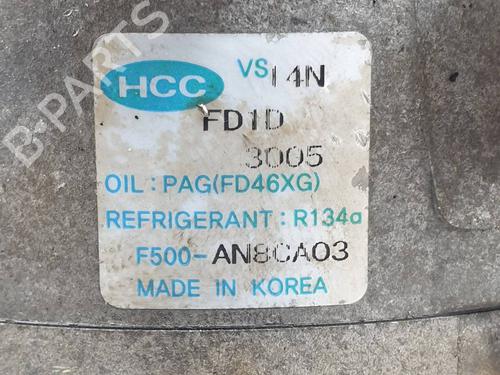 HCC VS14N
FD1D
3005
OIL : PAG(FD46XG)
REFRIGERANT : R134a
F500-AN8CA03
MADE IN KOREA
B-PARTS